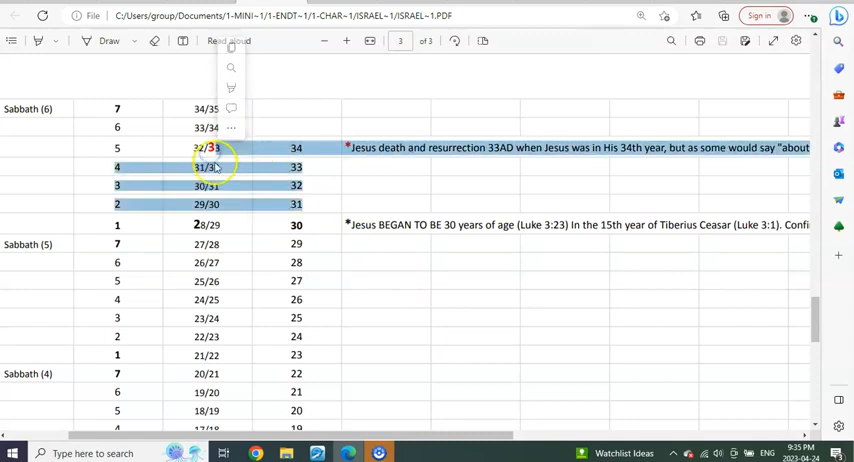 File C:/Users/group/Documents/1-MINI~1/1-ENDT~1/1-CHAR~1/ISRAEL~1/ISRAEL~1.PDF Sign in
Draw Read aloud 3 of 3
Sabbath (6) 7 34/35
6 33/34
5 32/33 34 *Jesus death and resurrection 33AD when Jesus was in His 34th year, but as some would say "about
4 31/3 33
3 30/31 32
2 29/30 31
1 28/29 30 *Jesus BEGAN TO BE 30 years of age (Luke 3:23) In the 15th year of Tiberius Ceasar (Luke 3:1). Confi
Sabbath (5) 7 27/28 29
6 26/27 28
5 25/26 27
4 24/25 26
3 23/24 25
2 22/23 24
1 21/22 23
Sabbath (4) 7 20/21 22
6 19/20 21
5 18/19 20
4 17/18 19
Type here to search Watchlist Ideas ENG 9:35 PM
2023-04-24